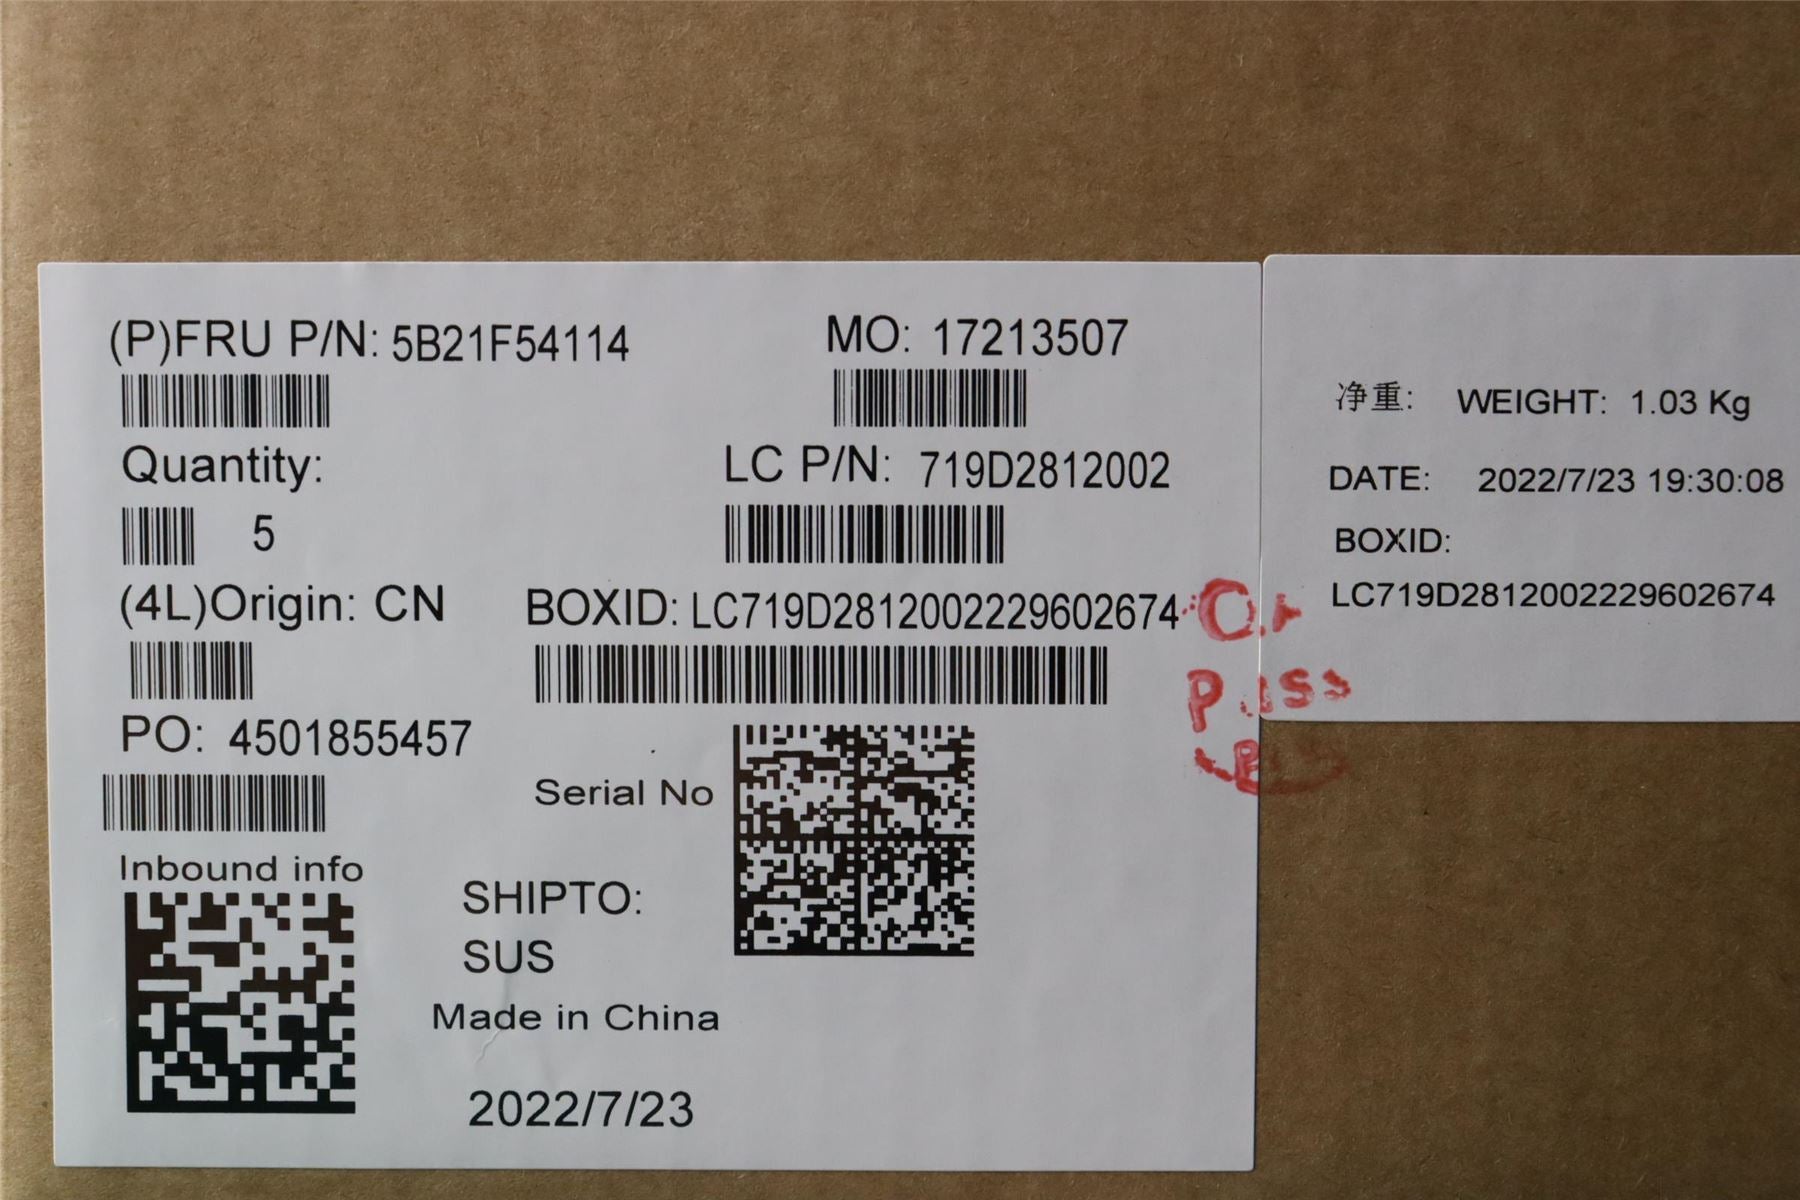 (P)FRU P/N: 5B21F54114
MO: 17213507
Quantity:
5
LC P/N: 719D2812002
(4L)Origin: CN
BOXID: LC719D2812002229602674
PO: 4501855457
Serial No
Inbound info
SHIPTO:
SUS
Made in China
2022/7/23
净重: WEIGHT: 1.03 Kg
DATE: 2022/7/23 19:30:08
BOXID:
LC719D2812002229602674
Pass